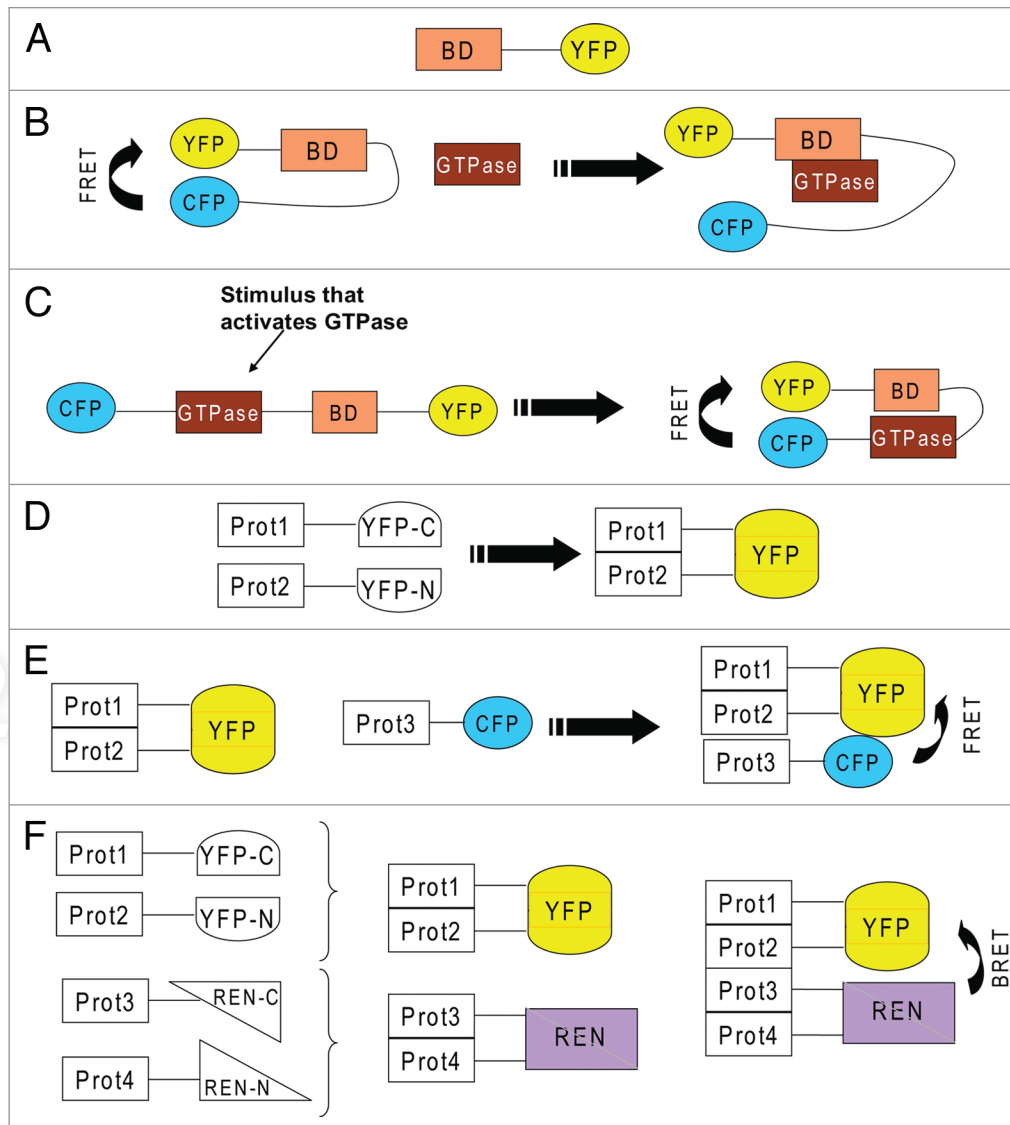 A
BD
YFP
B
FRET
YFP
BD
CFP
GTPase
YFP
BD
GTPase
CFP
C
Stimulus that
activates GTPase
CFP
GTPase
BD
YFP
FRET
YFP
BD
CFP
GTPase
D
Prot1
YFP-C
Prot2
YFP-N
Prot1
Prot2
YFP
E
Prot1
Prot2
YFP
Prot3
CFP
Prot1
Prot2
YFP
Prot3
CFP
FRET
F
Prot1
YFP-C
Prot2
YFP-N
Prot3
REN-C
Prot4
REN-N
Prot1
Prot2
YFP
Prot3
Prot4
REN
Prot1
Prot2
YFP
Prot3
Prot4
REN
BRET